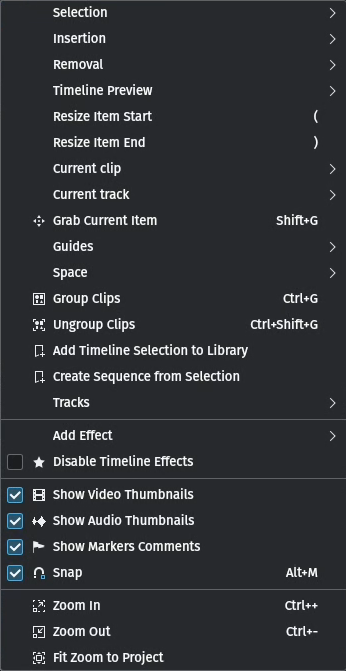 Selection
Insertion
Removal
Timeline Preview
Resize Item Start (
Resize Item End )
Current clip
Current track
Grab Current Item Shift+G
Guides
Space
Group Clips Ctrl+G
Ungroup Clips Ctrl+Shift+G
Add Timeline Selection to Library
Create Sequence from Selection
Tracks
Add Effect
Disable Timeline Effects
Show Video Thumbnails
Show Audio Thumbnails
Show Markers Comments
Snap Alt+M
Zoom In Ctrl++
Zoom Out Ctrl+-
Fit Zoom to Project